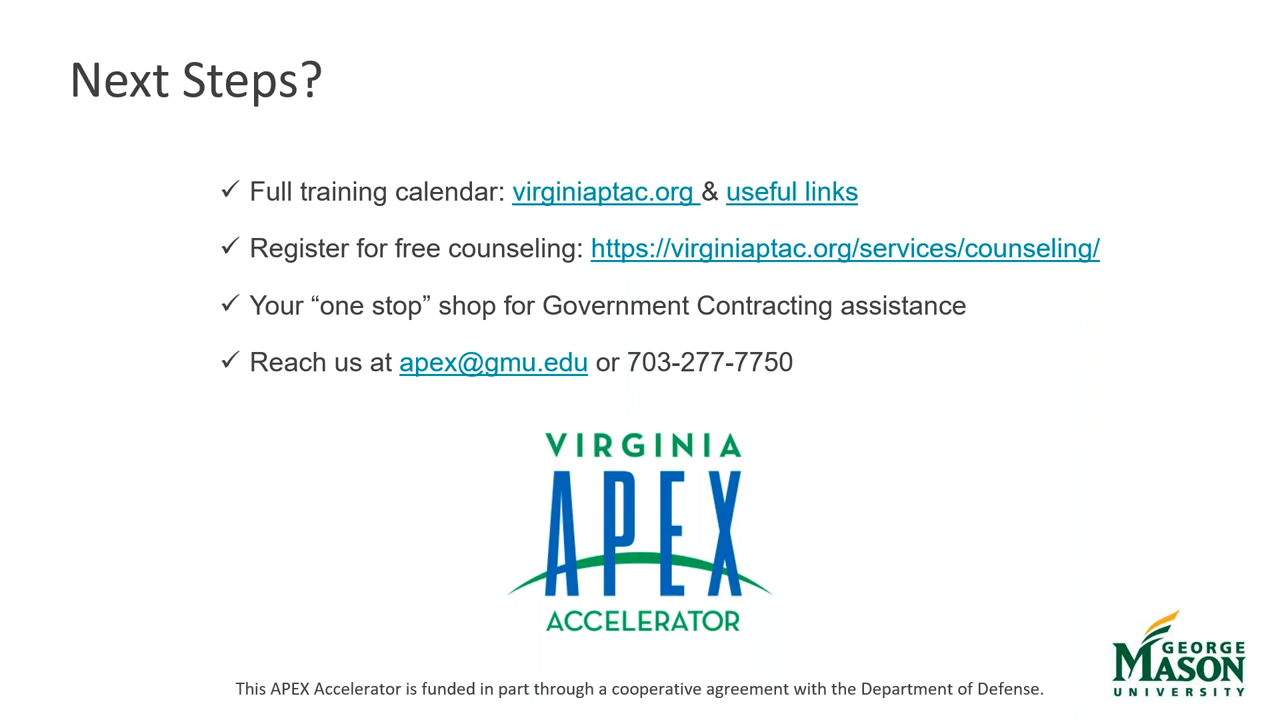 Next Steps?
✓ Full training calendar: virginiaptac.org & useful links
✓ Register for free counseling: https://virginiaptac.org/services/counseling/
✓ Your “one stop” shop for Government Contracting assistance
✓ Reach us at apex@gmu.edu or 703-277-7750
VIRGINIA
APEX
ACCELERATOR
GEORGE
MASON
UNIVERSITY
This APEX Accelerator is funded in part through a cooperative agreement with the Department of Defense.